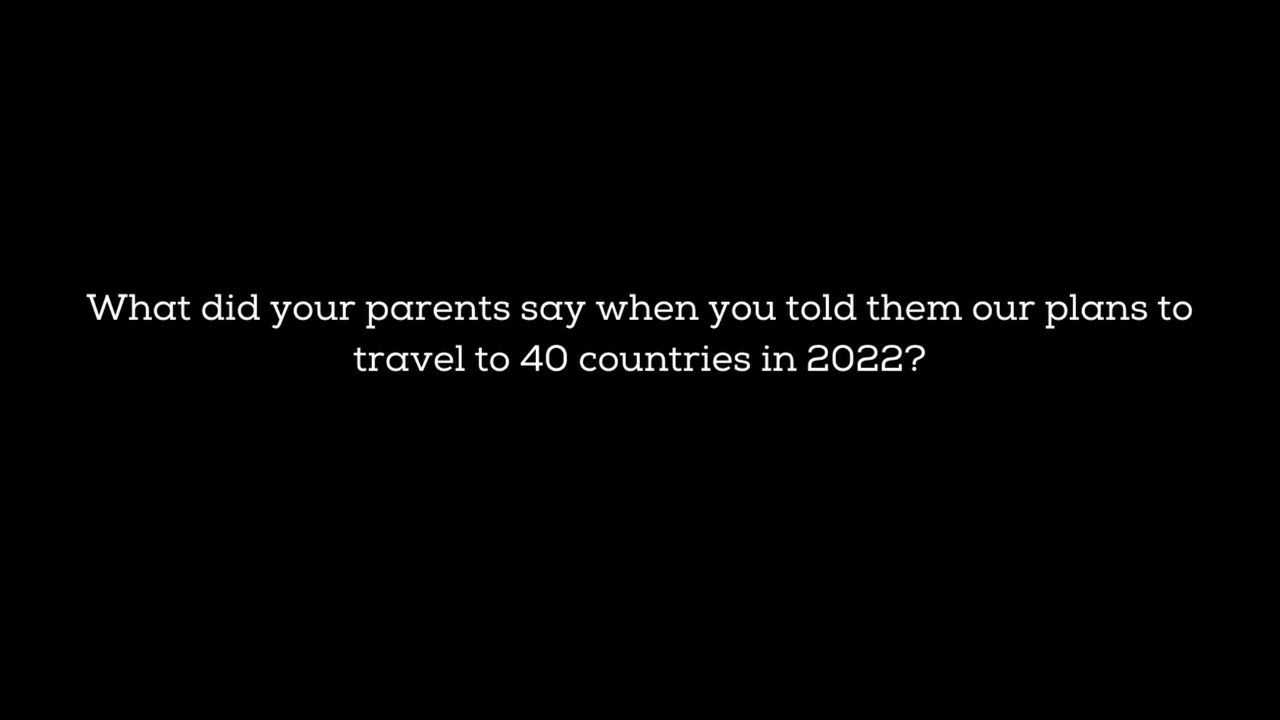 What did your parents say when you told them our plans to
travel to 40 countries in 2022?